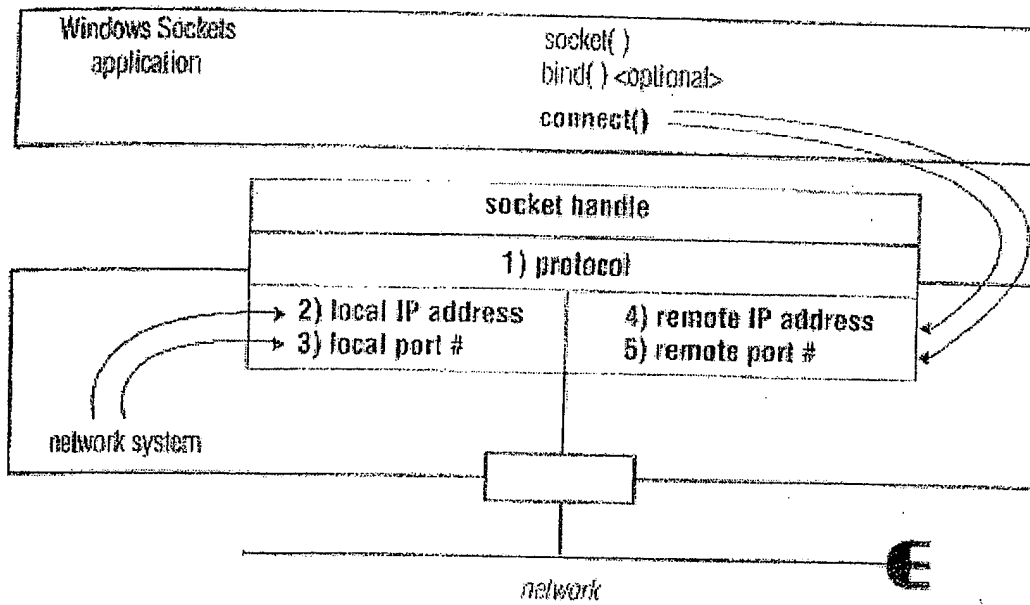 Windows Sockets
application
socket( )
bind( ) <optional>
connect()
socket handle
1) protocol
2) local IP address
3) local port #
4) remote IP address
5) remote port #
network system
network